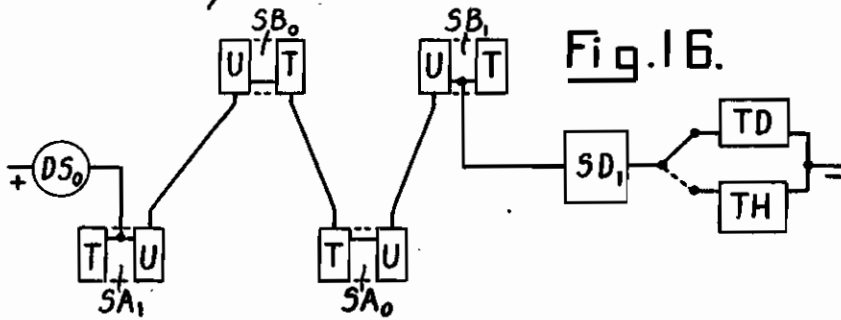 SB₀ SB₁
U T U T Fig.16.
DS₀ SD₁ TD
+ −
TH
T U T U
SA₁ SA₀